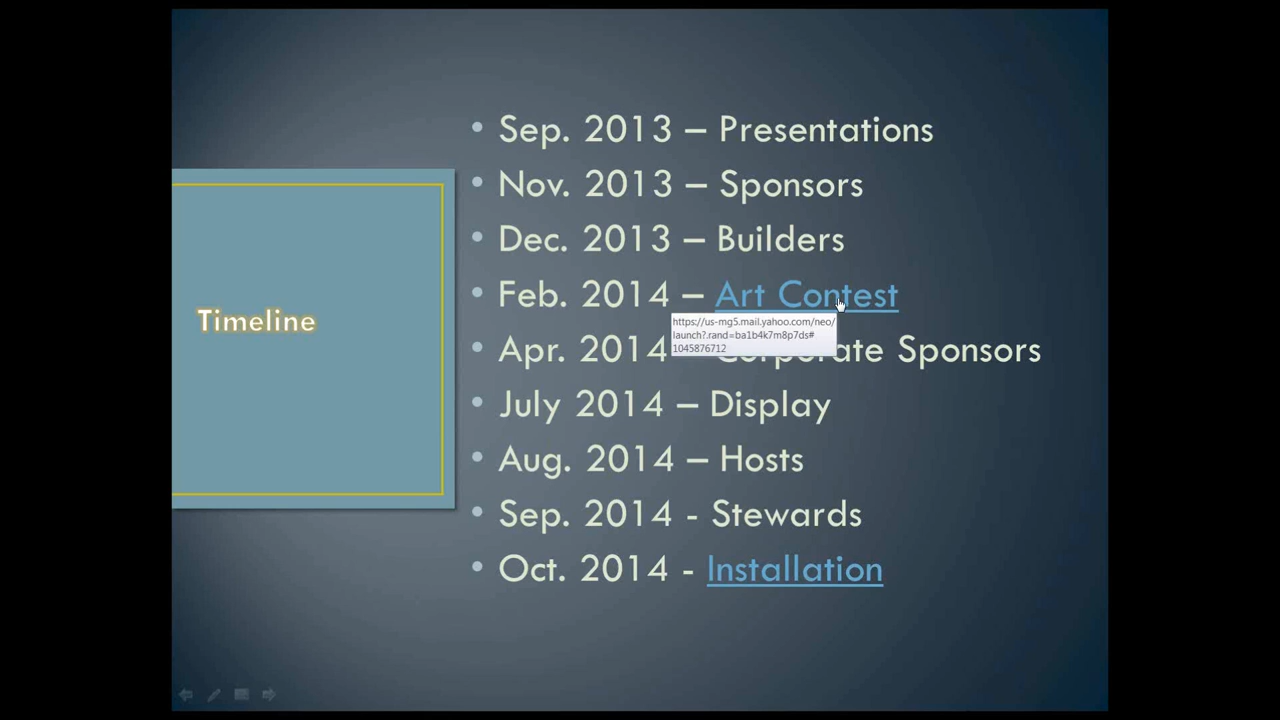 Timeline
• Sep. 2013 – Presentations
• Nov. 2013 – Sponsors
• Dec. 2013 – Builders
• Feb. 2014 – Art Contest
https://us-mg5.mail.yahoo.com/neo/
launch?.rand=ba1b4k7m8p7ds#
1045876712
• Apr. 2014 – Corporate Sponsors
• July 2014 – Display
• Aug. 2014 – Hosts
• Sep. 2014 - Stewards
• Oct. 2014 - Installation